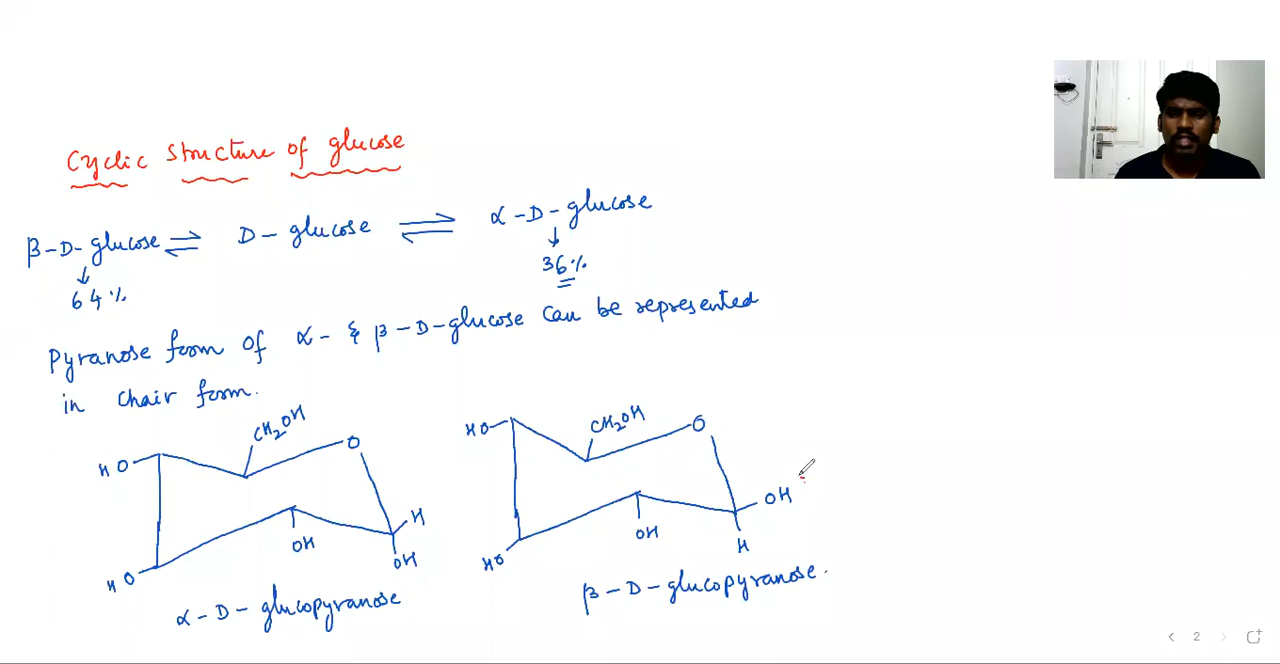 Cyclic structure of glucose
β-D-glucose ⇌ D-glucose ⇌ α-D-glucose
64% 36%
Pyranose form of α- & β-D-glucose can be represented
in chair form.
CH2OH O HO H OH OH HO
CH2OH O HO OH OH H HO
α-D-glucopyranose
β-D-glucopyranose.
2